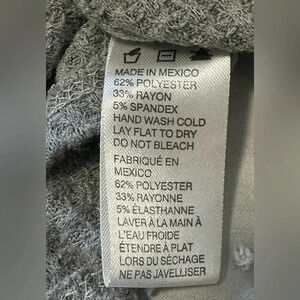 MADE IN MEXICO
62% POLYESTER
33% RAYON
5% SPANDEX
HAND WASH COLD
LAY FLAT TO DRY
DO NOT BLEACH
FABRIQUÉ EN
MEXICO
62% POLYESTER
33% RAYONNE
5% ÉLASTHANNE
LAVER À LA MAIN À
L'EAU FROIDE
ÉTENDRE À PLAT
LORS DU SÉCHAGE
NE PAS JAVELLISER